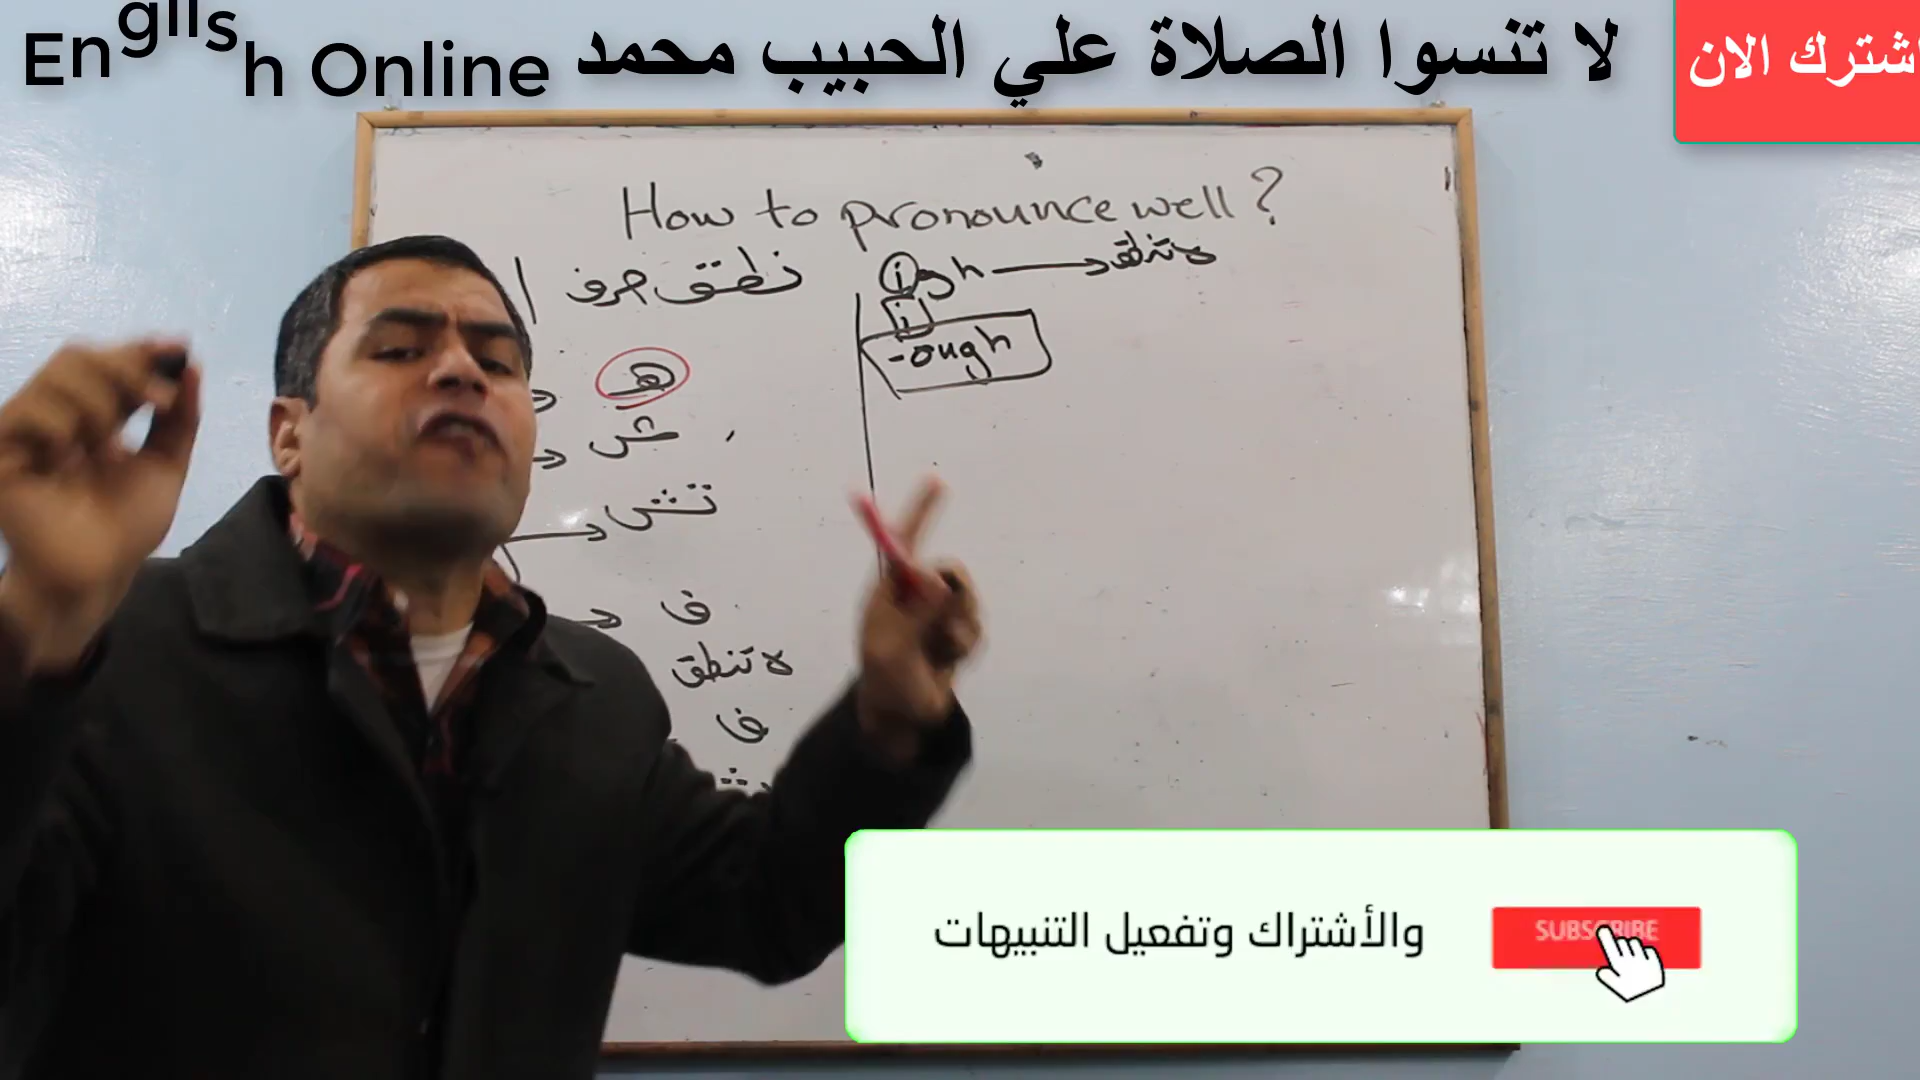 English Online لا تنسوا الصلاة علي الحبيب محمد
اشترك الان
How to pronounce well?
نطق حرف ا
هـ
ش
تش
ف
لا تنطق
ف
igh → لا تنطق
i
-ough
والأشتراك وتفعيل التنبيهات
SUBSCRIBE